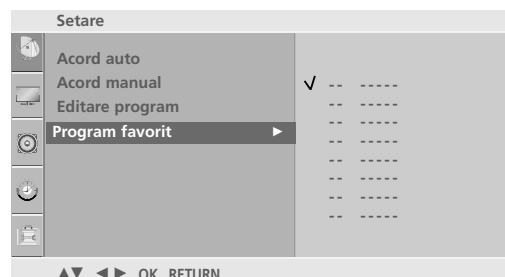 Setare
Acord auto
Acord manual
Editare program
Program favorit ►
✓ -- -----
-- -----
-- -----
-- -----
-- -----
-- -----
-- -----
-- -----
▲▼ ◄ ► OK RETURN